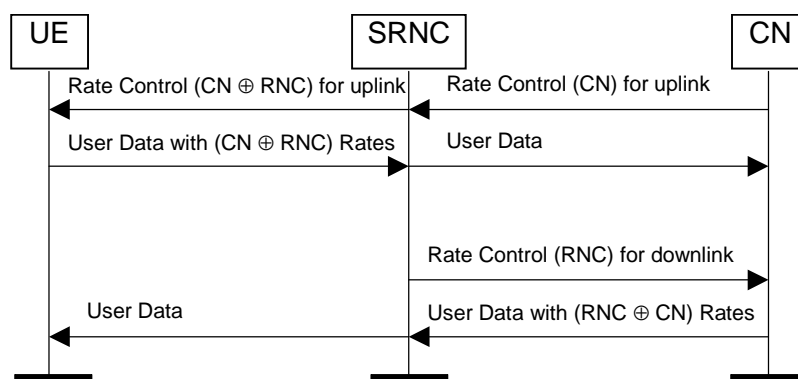 UE
SRNC
CN
Rate Control (CN ⊕ RNC) for uplink
Rate Control (CN) for uplink
User Data with (CN ⊕ RNC) Rates
User Data
Rate Control (RNC) for downlink
User Data
User Data with (RNC ⊕ CN) Rates